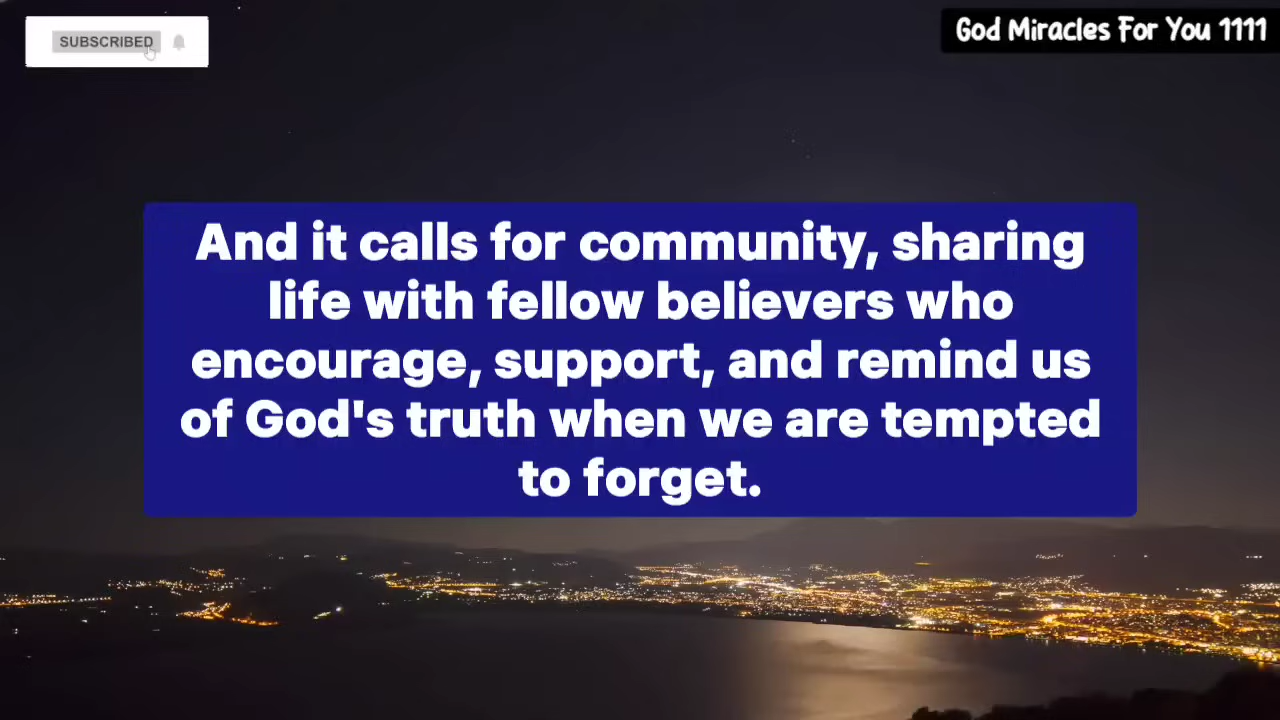 SUBSCRIBED
God Miracles For You 1111
And it calls for community, sharing
life with fellow believers who
encourage, support, and remind us
of God's truth when we are tempted
to forget.